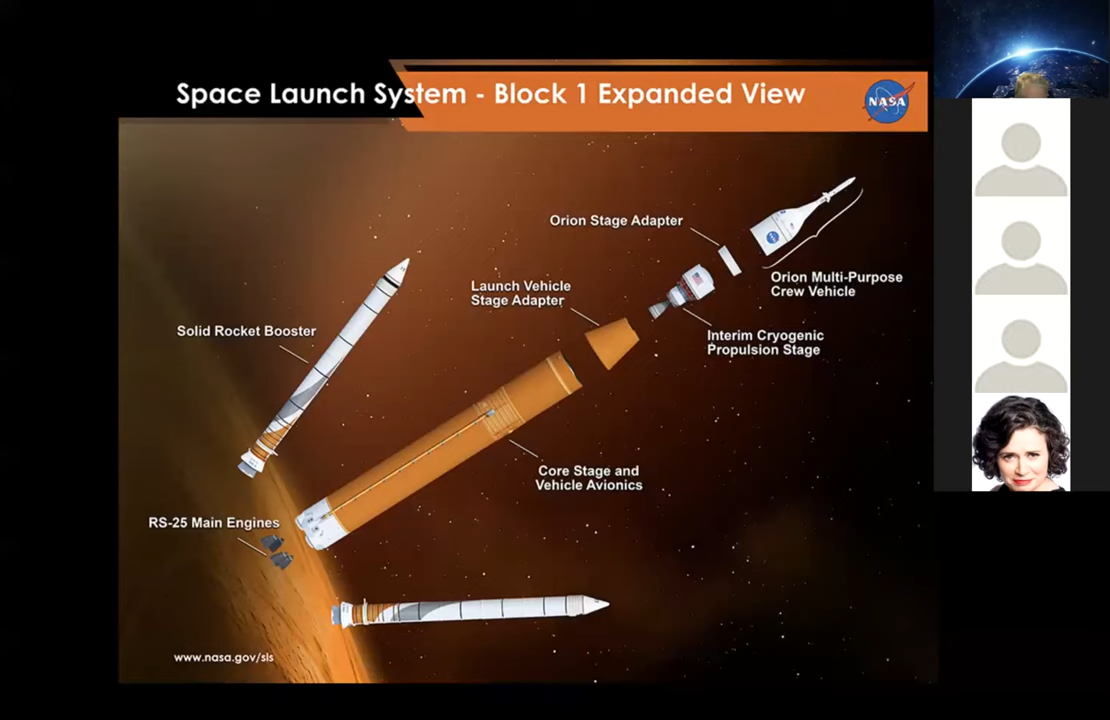 Space Launch System - Block 1 Expanded View
NASA
Orion Stage Adapter
Launch Vehicle
Stage Adapter
Orion Multi-Purpose
Crew Vehicle
Solid Rocket Booster
Interim Cryogenic
Propulsion Stage
Core Stage and
Vehicle Avionics
RS-25 Main Engines
www.nasa.gov/sls